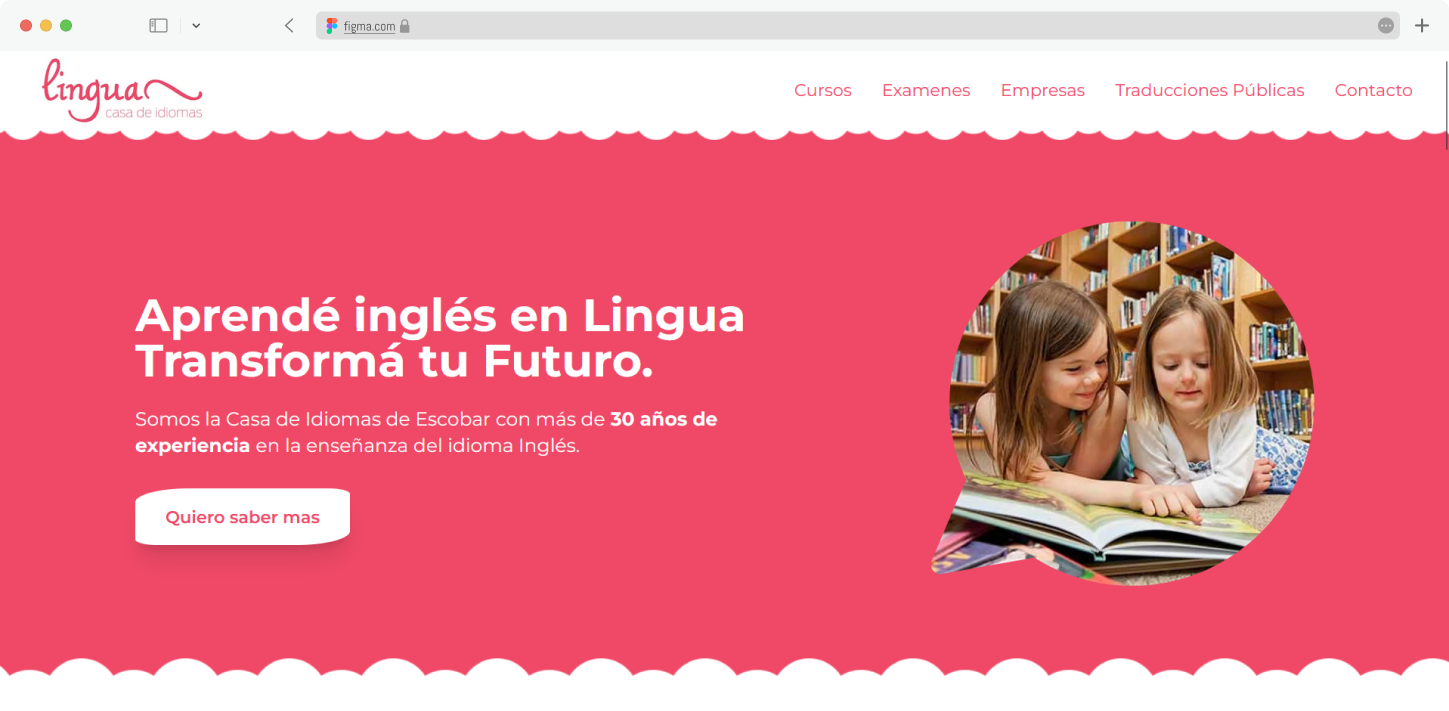 figma.com
lingua
casa de idiomas
Cursos Examenes Empresas Traducciones Públicas Contacto
Aprendé inglés en Lingua
Transformá tu Futuro.
Somos la Casa de Idiomas de Escobar con más de 30 años de
experiencia en la enseñanza del idioma Inglés.
Quiero saber mas